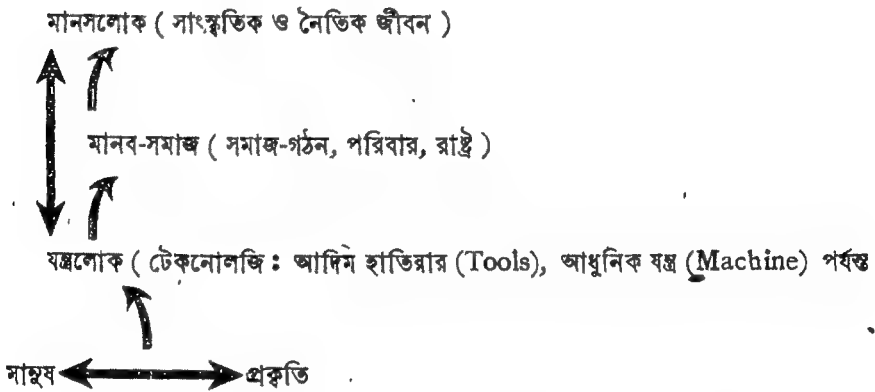 মানসলোক ( সাংস্কৃতিক ও নৈতিক জীবন )
মানব-সমাজ ( সমাজ-গঠন, পরিবার, রাষ্ট্র )
যন্ত্রলোক ( টেকনোলজি : আদিম হাতিয়ার (Tools), আধুনিক যন্ত্র (Machine) পর্যন্ত
মানুষ প্রকৃতি